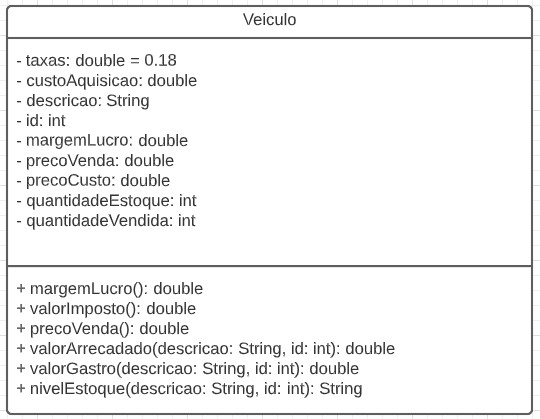 Veiculo
- taxas: double = 0.18
- custoAquisicao: double
- descricao: String
- id: int
- margemLucro: double
- precoVenda: double
- precoCusto: double
- quantidadeEstoque: int
- quantidadeVendida: int
+ margemLucro(): double
+ valorImposto(): double
+ precoVenda(): double
+ valorArrecadado(descricao: String, id: int): double
+ valorGastro(descricao: String, id: int): double
+ nivelEstoque(descricao: String, id: int): String